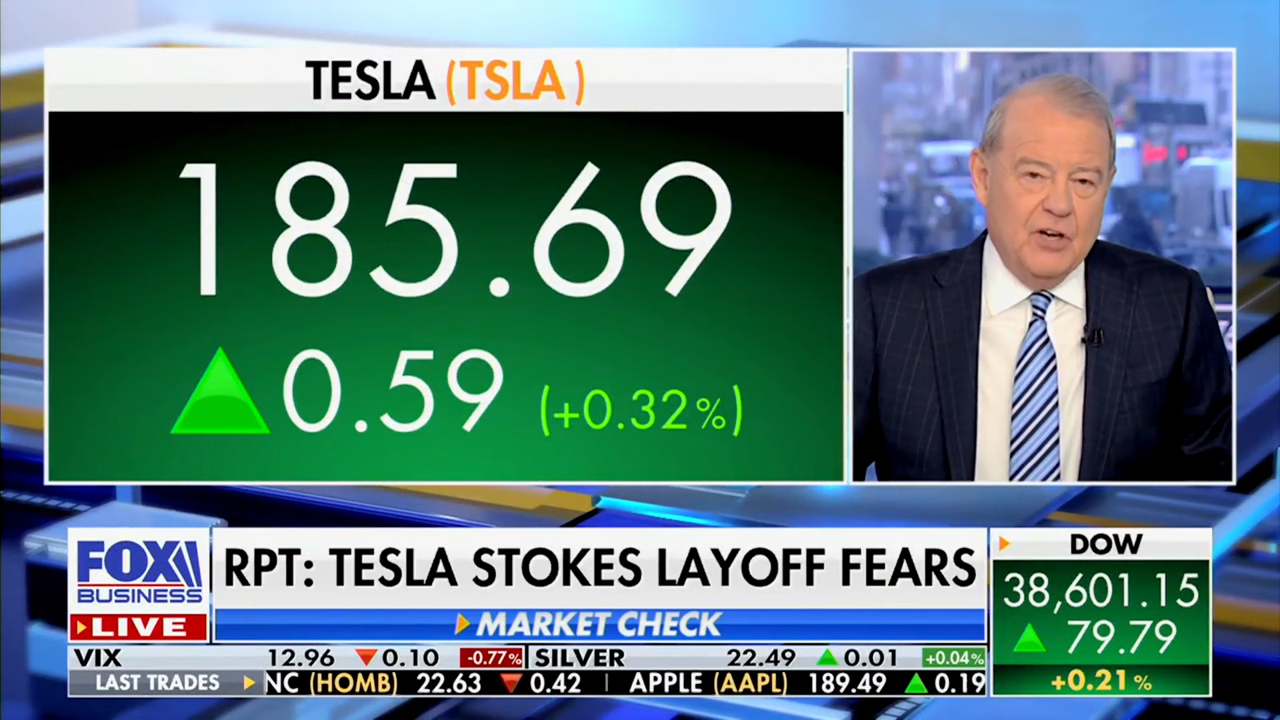 TESLA (TSLA)
185.69
▲ 0.59 (+0.32%)
FOX
BUSINESS
LIVE
RPT: TESLA STOKES LAYOFF FEARS
MARKET CHECK
DOW
38,601.15
▲ 79.79
+0.21%
VIX 12.96 ▼ 0.10 -0.77% SILVER 22.49 ▲ 0.01 +0.04%
LAST TRADES NC (HOMB) 22.63 ▼ 0.42 | APPLE (AAPL) 189.49 ▲ 0.19